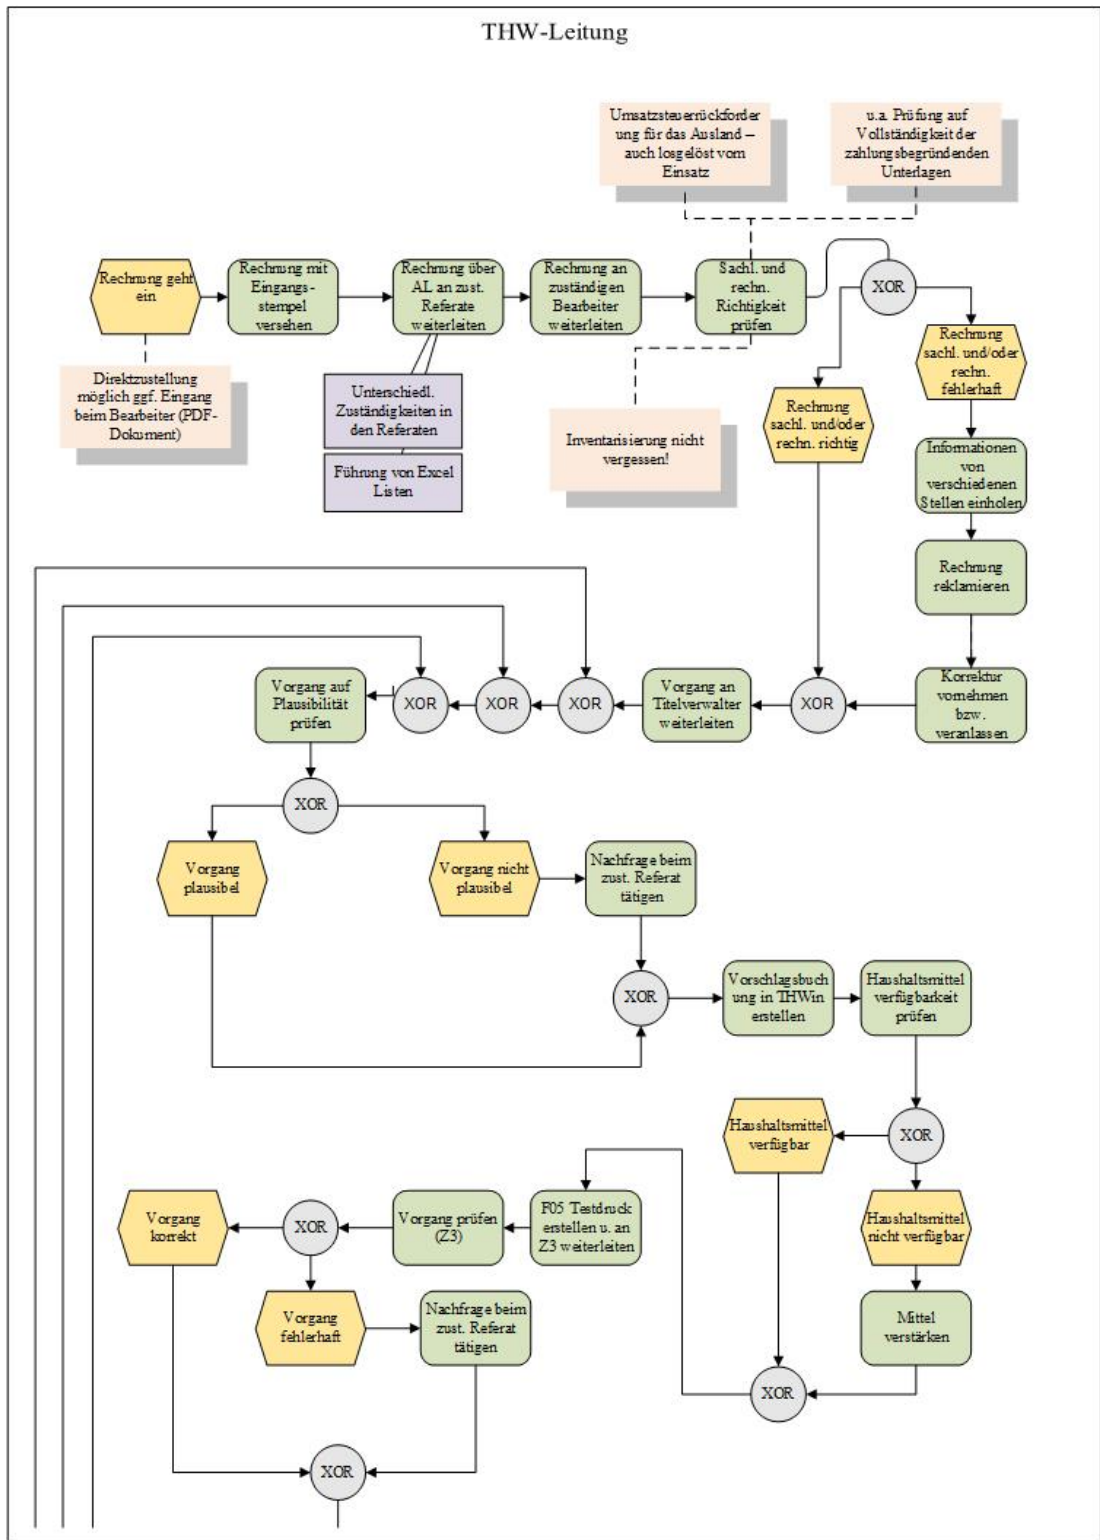 THW-Leitung
Umsatzsteuerrückforder
ung für das Ausland –
auch losgelöst vom
Einsatz
u.a. Prüfung auf
Vollständigkeit der
zahlungsbegründenden
Unterlagen
Rechnung geht
ein
Rechnung mit
Eingangs-
stempel
versehen
Rechnung über
AL an zust.
Referate
weiterleiten
Rechnung an
zuständigen
Bearbeiter
weiterleiten
Sachl. und
rechn.
Richtigkeit
prüfen
XOR
Rechnung
sachl. und/oder
rechn.
fehlerhaft
Direktzustellung
möglich ggf. Eingang
beim Bearbeiter (PDF-
Dokument)
Unterschiedl.
Zuständigkeiten in
den Referaten
Führung von Excel
Listen
Inventarisierung nicht
vergessen!
Rechnung
sachl. und/oder
rechn. richtig
Informationen
von
verschiedenen
Stellen einholen
Rechnung
reklamieren
Vorgang auf
Plausibilität
prüfen
XOR
XOR
XOR
Vorgang an
Titelverwalter
weiterleiten
XOR
Korrektur
vornehmen
bzw.
veranlassen
XOR
Vorgang
plausibel
Vorgang nicht
plausibel
Nachfrage beim
zust. Referat
tätigen
XOR
Vorschlagsbuch
ung in THWin
erstellen
Haushaltsmittel
verfügbarkeit
prüfen
Haushaltsmittel
verfügbar
XOR
Vorgang
korrekt
XOR
Vorgang prüfen
(Z3)
F05 Testdruck
erstellen u. an
Z3 weiterleiten
Haushaltsmittel
nicht verfügbar
Vorgang
fehlerhaft
Nachfrage beim
zust. Referat
tätigen
Mittel
verstärken
XOR
XOR